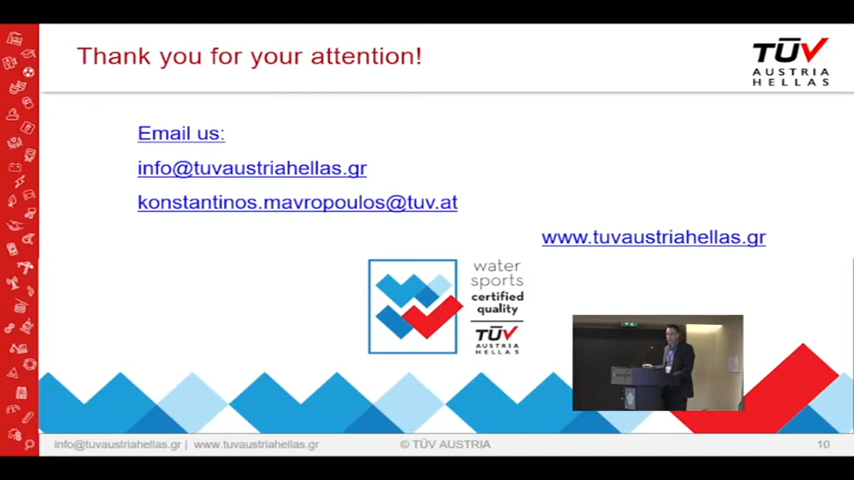 Thank you for your attention!
TÜV
AUSTRIA
HELLAS
Email us:
info@tuvaustriahellas.gr
konstantinos.mavropoulos@tuv.at
www.tuvaustriahellas.gr
water
sports
certified
quality
TÜV
AUSTRIA
HELLAS
info@tuvaustriahellas.gr | www.tuvaustriahellas.gr
© TÜV AUSTRIA
10